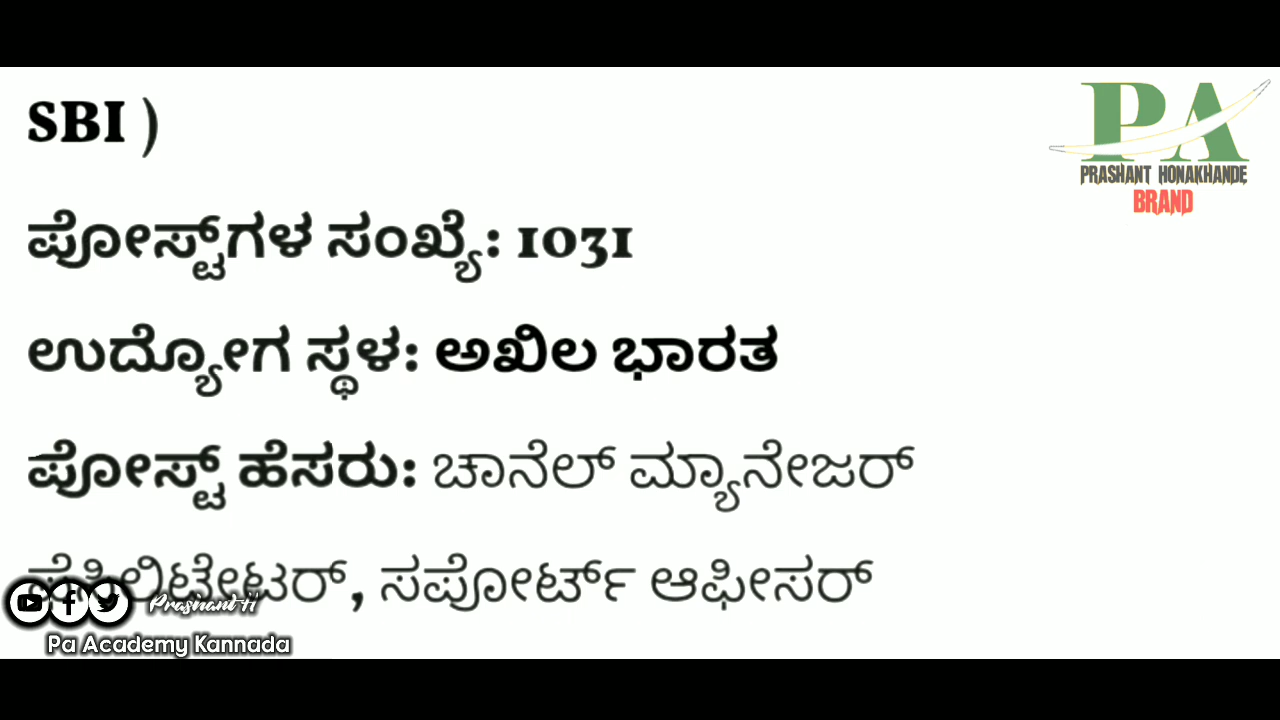 SBI )
PA
PRASHANT HONAKHANDE
BRAND
ಪೋಸ್ಟ್‌ಗಳ ಸಂಖ್ಯೆ: 1031
ಉದ್ಯೋಗ ಸ್ಥಳ: ಅಖಿಲ ಭಾರತ
ಪೋಸ್ಟ್ ಹೆಸರು: ಚಾನೆಲ್ ಮ್ಯಾನೇಜರ್
ಫೆಸಿಲಿಟೇಟರ್, ಸಪೋರ್ಟ್ ಆಫೀಸರ್
Prashant H
Pa Academy Kannada